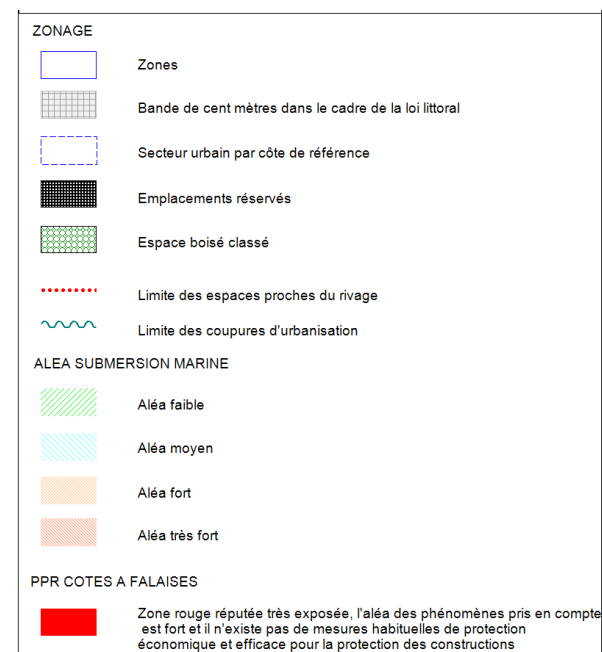 ZONAGE
Zones
Bande de cent mètres dans le cadre de la loi littoral
Secteur urbain par côte de référence
Emplacements réservés
Espace boisé classé
Limite des espaces proches du rivage
Limite des coupures d'urbanisation
ALEA SUBMERSION MARINE
Aléa faible
Aléa moyen
Aléa fort
Aléa très fort
PPR COTES A FALAISES
Zone rouge réputée très exposée, l'aléa des phénomènes pris en compte
est fort et il n'existe pas de mesures habituelles de protection
économique et efficace pour la protection des constructions